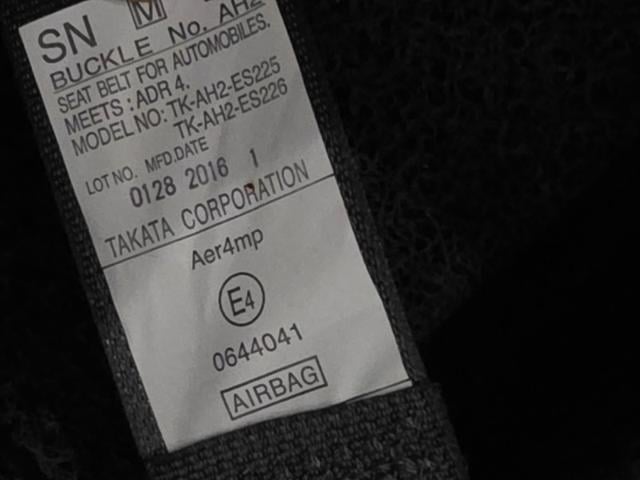 SN M
BUCKLE No. AH2
SEAT BELT FOR AUTOMOBILES.
MEETS : ADR 4.
MODEL NO: TK-AH2-ES225
TK-AH2-ES226
LOT NO. MFD.DATE
0128 2016 1
TAKATA CORPORATION
Aer4mp
E4
0644041
AIRBAG